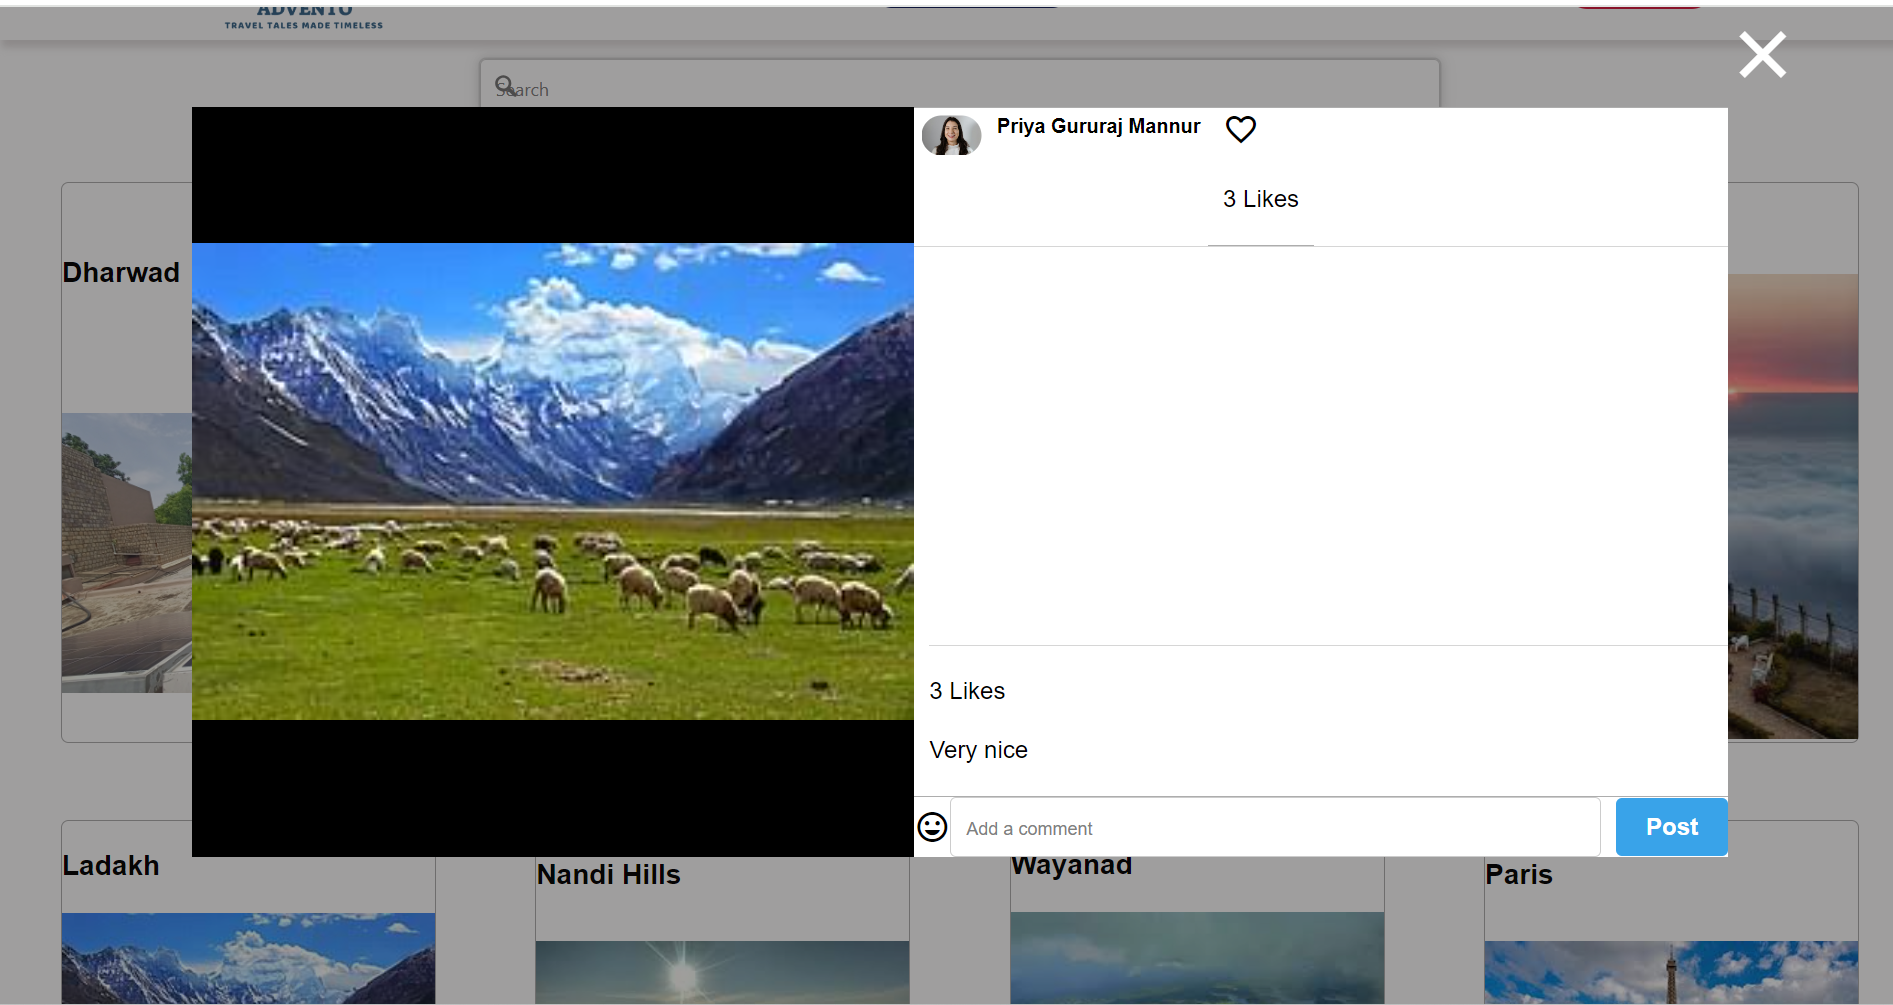 ADVENTO
TRAVEL TALES MADE TIMELESS
Search
Priya Gururaj Mannur
3 Likes
Dharwad
3 Likes
Very nice
Add a comment
Post
Ladakh
Nandi Hills
Wayanad
Paris